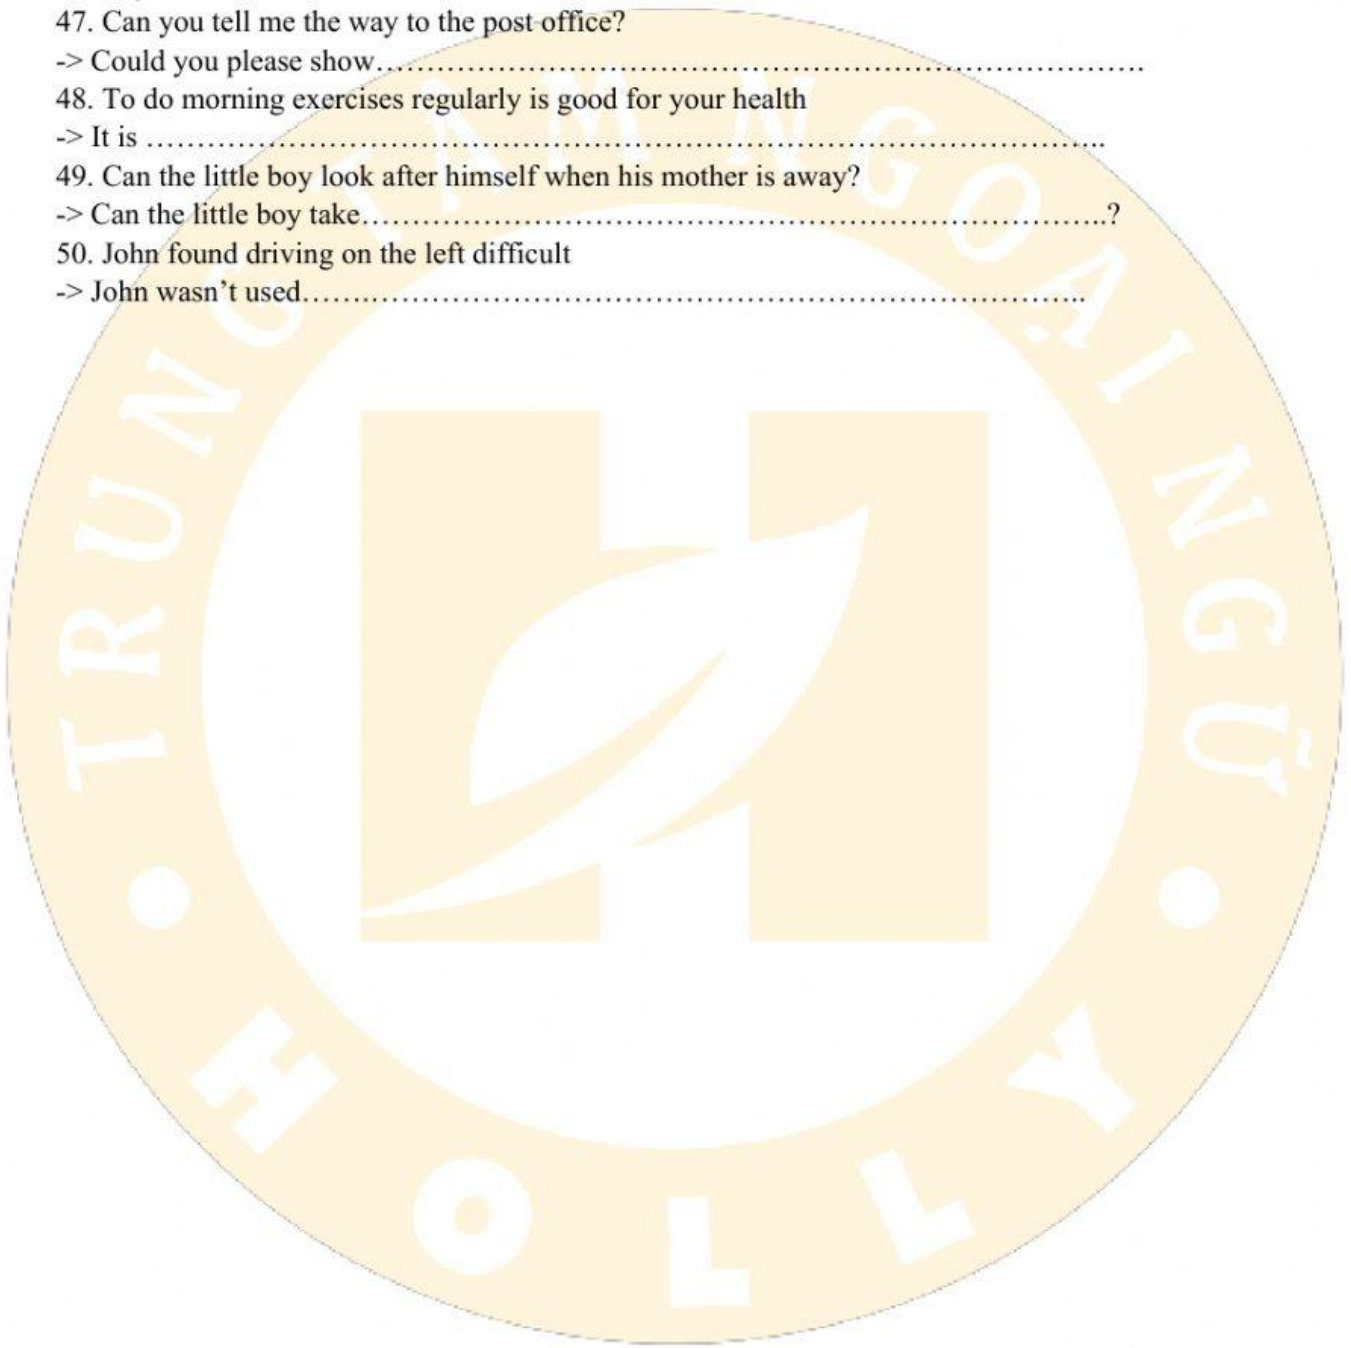 47. Can you tell me the way to the post office?
-> Could you please show……………………………………………………………………………
48. To do morning exercises regularly is good for your health
-> It is ………………………………………………………………………………………………..
49. Can the little boy look after himself when his mother is away?
-> Can the little boy take…………………………………………………………………………..?
50. John found driving on the left difficult
-> John wasn’t used…….……………………………………………………………………...
TRUNG TÂM NGOẠI NGỮ
HOLLY